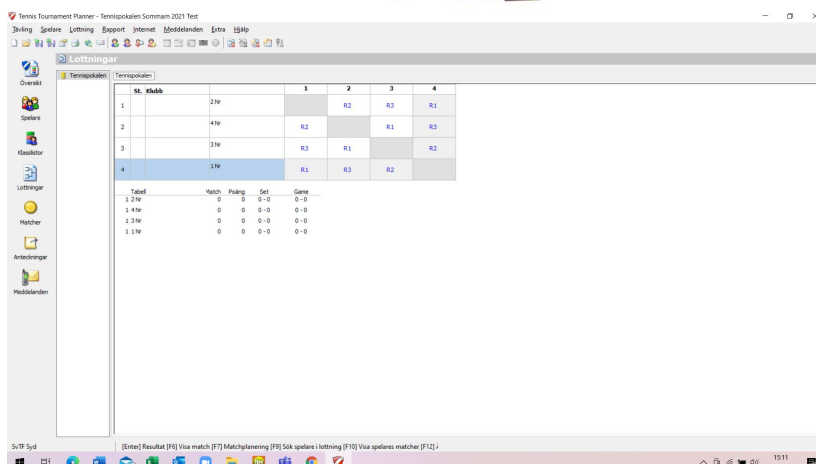 Tennis Tournament Planner - Tennispokalen Sommarn 2021 Test
Tävling Spelare Lottning Rapport Internet Meddelanden Extra Hjälp
Lottningar
Översikt
Spelare
Klasslistor
Lottningar
Matcher
Anteckningar
Meddelanden
Tennispokalen
Tennispokalen
St. Klubb 1 2 3 4
1 2 Nr R2 R3 R1
2 4 Nr R2 R1 R3
3 3 Nr R3 R1 R2
4 1 Nr R1 R3 R2
Tabell Match Poäng Set Game
1 2 Nr 0 0 0 - 0 0 - 0
1 4 Nr 0 0 0 - 0 0 - 0
1 3 Nr 0 0 0 - 0 0 - 0
1 1 Nr 0 0 0 - 0 0 - 0
SvTF Syd [Enter] Resultat [F6] Visa match [F7] Matchplanering [F9] Sök spelare i lottning [F10] Visa spelares matcher [F12]
15:11